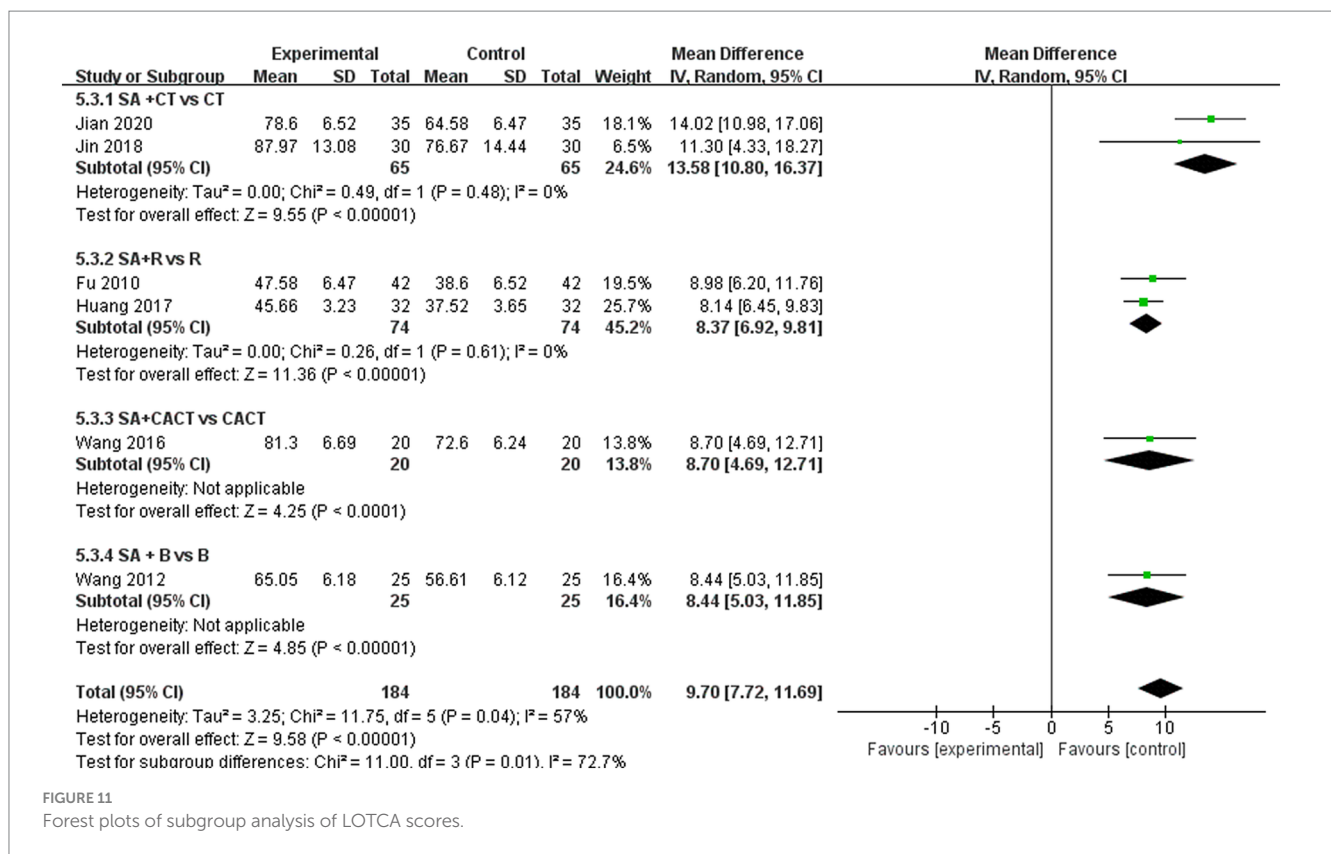 Experimental Control Mean Difference Mean Difference
Study or Subgroup Mean SD Total Mean SD Total Weight IV, Random, 95% CI IV, Random, 95% CI
5.3.1 SA +CT vs CT
Jian 2020 78.6 6.52 35 64.58 6.47 35 18.1% 14.02 [10.98, 17.06]
Jin 2018 87.97 13.08 30 76.67 14.44 30 6.5% 11.30 [4.33, 18.27]
Subtotal (95% CI) 65 65 24.6% 13.58 [10.80, 16.37]
Heterogeneity: Tau² = 0.00; Chi² = 0.49, df = 1 (P = 0.48); I² = 0%
Test for overall effect: Z = 9.55 (P < 0.00001)
5.3.2 SA+R vs R
Fu 2010 47.58 6.47 42 38.6 6.52 42 19.5% 8.98 [6.20, 11.76]
Huang 2017 45.66 3.23 32 37.52 3.65 32 25.7% 8.14 [6.45, 9.83]
Subtotal (95% CI) 74 74 45.2% 8.37 [6.92, 9.81]
Heterogeneity: Tau² = 0.00; Chi² = 0.26, df = 1 (P = 0.61); I² = 0%
Test for overall effect: Z = 11.36 (P < 0.00001)
5.3.3 SA+CACT vs CACT
Wang 2016 81.3 6.69 20 72.6 6.24 20 13.8% 8.70 [4.69, 12.71]
Subtotal (95% CI) 20 20 13.8% 8.70 [4.69, 12.71]
Heterogeneity: Not applicable
Test for overall effect: Z = 4.25 (P < 0.0001)
5.3.4 SA + B vs B
Wang 2012 65.05 6.18 25 56.61 6.12 25 16.4% 8.44 [5.03, 11.85]
Subtotal (95% CI) 25 25 16.4% 8.44 [5.03, 11.85]
Heterogeneity: Not applicable
Test for overall effect: Z = 4.85 (P < 0.00001)
Total (95% CI) 184 184 100.0% 9.70 [7.72, 11.69]
Heterogeneity: Tau² = 3.25; Chi² = 11.75, df = 5 (P = 0.04); I² = 57%
Test for overall effect: Z = 9.58 (P < 0.00001)
Test for subgroup differences: Chi² = 11.00. df = 3 (P = 0.01). I² = 72.7%
-10 -5 0 5 10
Favours [experimental] Favours [control]
FIGURE 11
Forest plots of subgroup analysis of LOTCA scores.